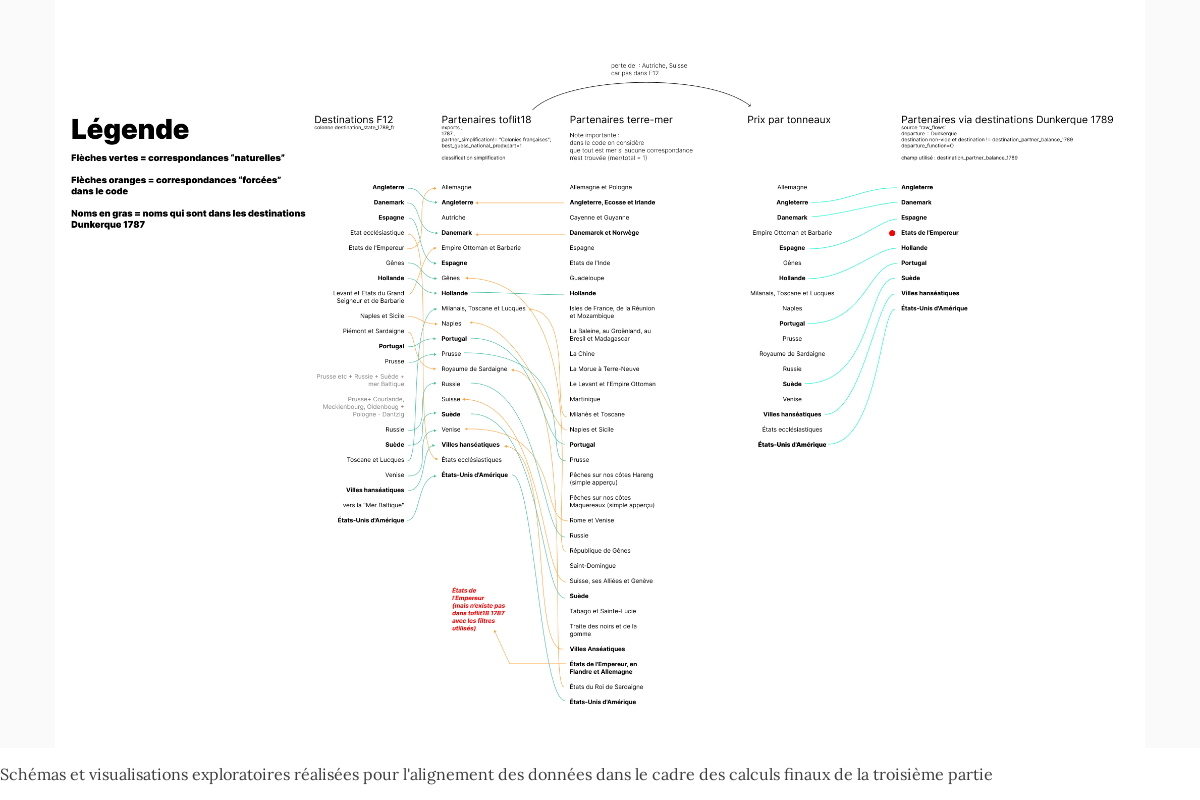 perte de : Autriche, Suisse
car pas dans F12
Légende
Flèches vertes = correspondances "naturelles"
Flèches oranges = correspondances "forcées"
dans le code
Noms en gras = noms qui sont dans les destinations
Dunkerque 1787
Destinations F12
colonne destination_state_1789_fr
Angleterre
Danemark
Espagne
Etat ecclésiastique
États de l'Empereur
Gênes
Hollande
Levant et Etats du Grand
Seigneur et de Barbarie
Naples et Sicile
Piémont et Sardaigne
Portugal
Prusse
Prusse etc + Russie + Suède +
mer Baltique
Prusse+ Courlande,
Mecklenbourg, Oldenboug +
Pologne - Dantzig
Russie
Suède
Toscane et Lucques
Venise
Villes hanséatiques
vers la "Mer Baltique"
États-Unis d'Amérique
Partenaires toflit18
exports ;
1787 ;
partner_simplification!= "Colonies françaises";
best_guess_national_prodxpart=1
classification simplification
Allemagne
Angleterre
Autriche
Danemark
Empire Ottoman et Barbarie
Espagne
Gênes
Hollande
Milanais, Toscane et Lucques
Naples
Portugal
Prusse
Royaume de Sardaigne
Russie
Suisse
Suède
Venise
Villes hanséatiques
États ecclésiastiques
États-Unis d'Amérique
États de
l'Empereur
(mais n'existe pas
dans toflit18 1787
avec les filtres
utilisés)
Partenaires terre-mer
Note importante :
dans le code on considère
que tout est mer si aucune correspondance
n'est trouvée (mer/total = 1)
Allemagne et Pologne
Angleterre, Ecosse et Irlande
Cayenne et Guyanne
Danemarck et Norwège
Espagne
Etats de l'Inde
Guadeloupe
Hollande
Isles de France, de la Réunion
et Mozambique
La Baleine, au Groënland, au
Bresil et Madagascar
La Chine
La Morue à Terre-Neuve
Le Levant et l'Empire Ottoman
Martinique
Milanès et Toscane
Naples et Sicile
Portugal
Prusse
Pêches sur nos côtes Hareng
(simple apperçu)
Pêches sur nos côtes
Maquereaux (simple apperçu)
Rome et Venise
Russie
République de Gênes
Saint-Domingue
Suisse, ses Alliées et Genève
Suède
Tabago et Sainte-Lucie
Traite des noirs et de la
gomme
Villes Anséatiques
États de l'Empereur, en
Flandre et Allemagne
États du Roi de Sardaigne
États-Unis d'Amérique
Prix par tonneaux
Allemagne
Angleterre
Danemark
Empire Ottoman et Barbarie
Espagne
Gênes
Hollande
Milanais, Toscane et Lucques
Naples
Portugal
Prusse
Royaume de Sardaigne
Russie
Suède
Venise
Villes hanséatiques
États ecclésiastiques
États-Unis d'Amérique
Partenaires via destinations Dunkerque 1789
source "raw_flows"
departure = Dunkerque
destination non-vide et destination != destination_partner_balance_1789
departure_function=O
champ utilisé : destination_partner_balance_1789
Angleterre
Danemark
Espagne
Etats de l'Empereur
Hollande
Portugal
Suède
Villes hanséatiques
États-Unis d'Amérique
Schémas et visualisations exploratoires réalisées pour l'alignement des données dans le cadre des calculs finaux de la troisième partie